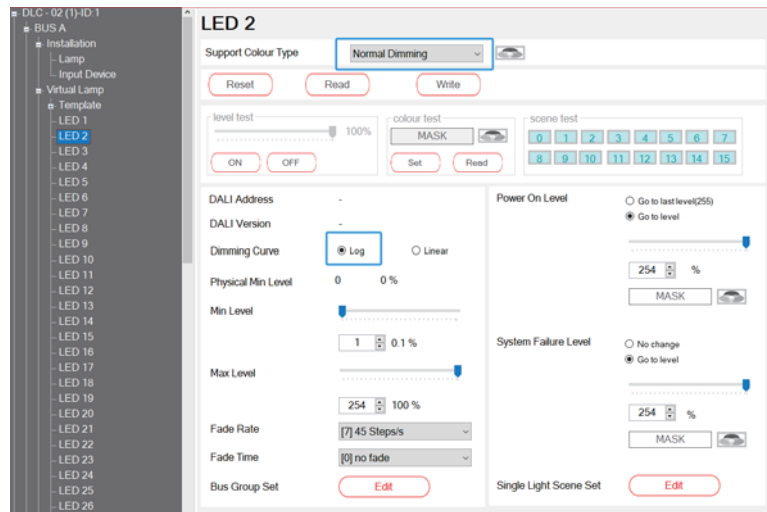 DLC - 02 (1)-ID:1
BUS A
Installation
Lamp
Input Device
Virtual Lamp
Template
LED 1
LED 2
LED 3
LED 4
LED 5
LED 6
LED 7
LED 8
LED 9
LED 10
LED 11
LED 12
LED 13
LED 14
LED 15
LED 16
LED 17
LED 18
LED 19
LED 20
LED 21
LED 22
LED 23
LED 24
LED 25
LED 26
LED 2
Support Colour Type Normal Dimming
Reset Read Write
level test
100%
ON OFF
colour test
MASK
Set Read
scene test
0 1 2 3 4 5 6 7
8 9 10 11 12 13 14 15
DALI Address -
DALI Version -
Dimming Curve Log Linear
Physical Min Level 0 0 %
Min Level
1 0.1 %
Max Level
254 100 %
Fade Rate [7] 45 Steps/s
Fade Time [0] no fade
Bus Group Set Edit
Power On Level Go to last level(255)
Go to level
254 %
MASK
System Failure Level No change
Go to level
254 %
MASK
Single Light Scene Set Edit